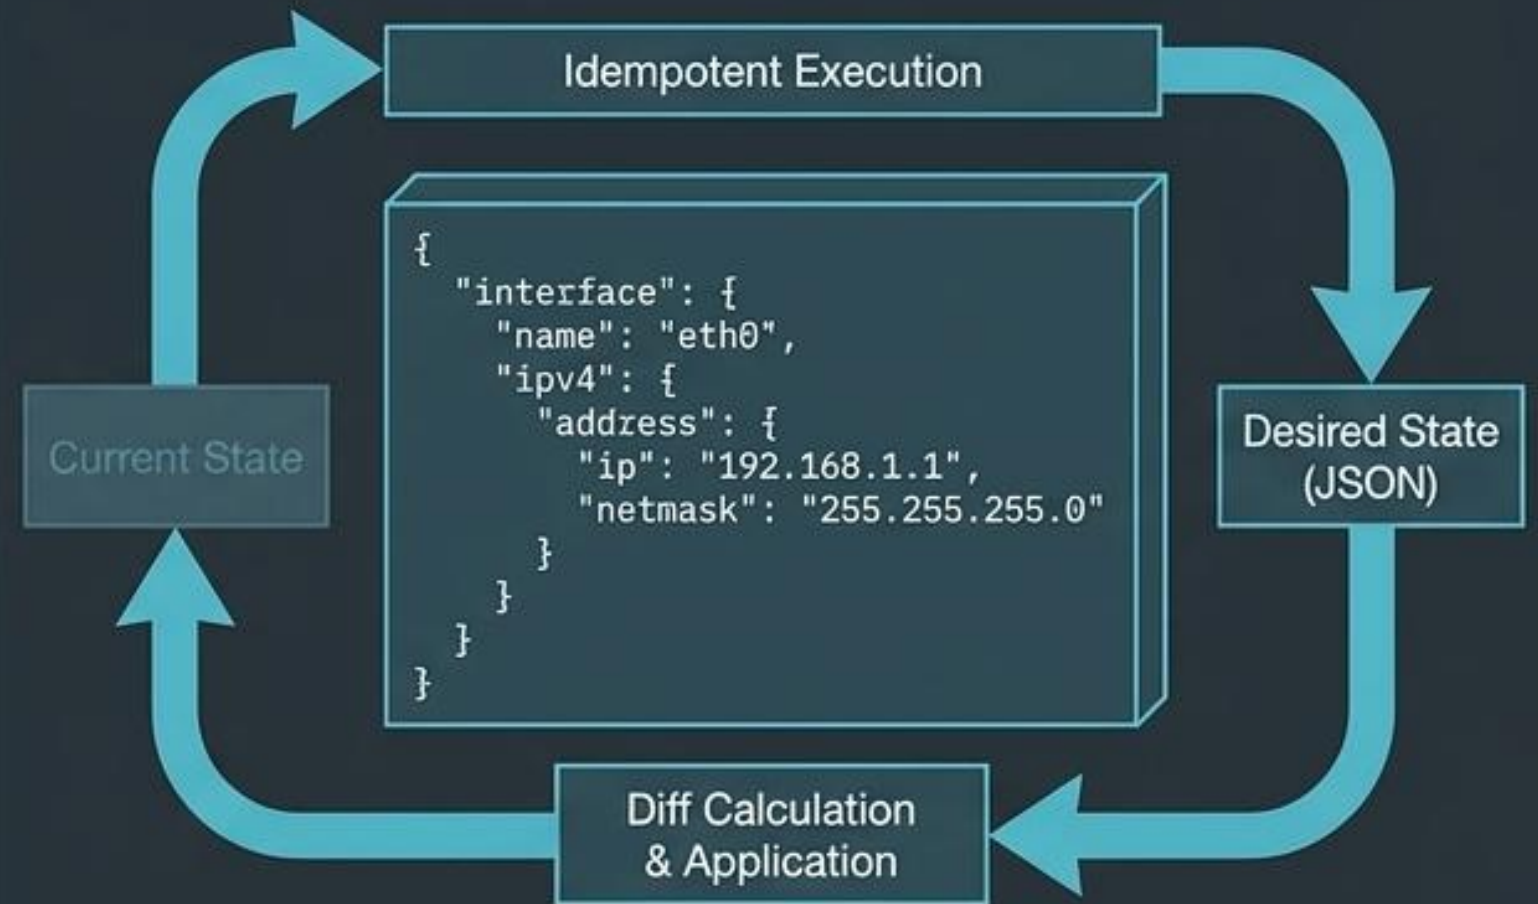 Idempotent Execution
{
  "interface": {
    "name": "eth0",
    "ipv4": {
      "address": {
        "ip": "192.168.1.1",
        "netmask": "255.255.255.0"
      }
    }
  }
}
Current State
Desired State
(JSON)
Diff Calculation
& Application